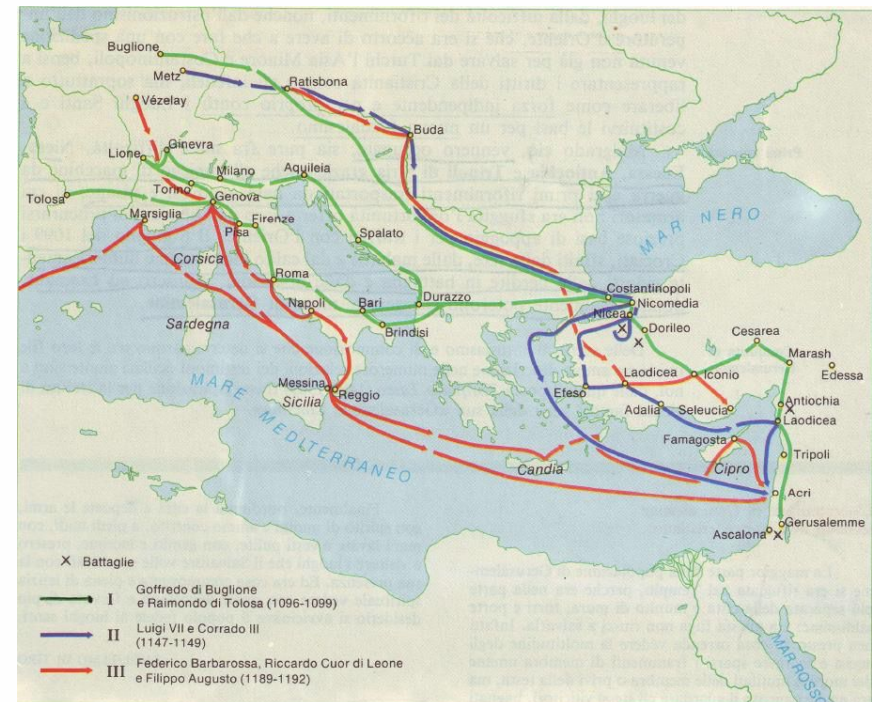 Buglione
Metz
Ratisbona
Vézelay
Buda
Ginevra
Lione
Milano
Aquileia
Torino
Tolosa
Genova
Marsiglia
Firenze
Pisa
Spalato
MAR NERO
Corsica
Roma
Costantinopoli
Durazzo
Nicomedia
Napoli
Bari
Nicea
Dorileo
Sardegna
Brindisi
Cesarea
Marash
Laodicea
Iconio
Edessa
MARE MEDITERRANEO
Messina
Reggio
Efeso
Adalia
Seleucia
Antiochia
Sicilia
Laodicea
Famagosta
Tripoli
Candia
Cipro
Acri
Gerusalemme
Ascalona
MAR ROSSO
× Battaglie
I Goffredo di Buglione
e Raimondo di Tolosa (1096-1099)
II Luigi VII e Corrado III
(1147-1149)
III Federico Barbarossa, Riccardo Cuor di Leone
e Filippo Augusto (1189-1192)